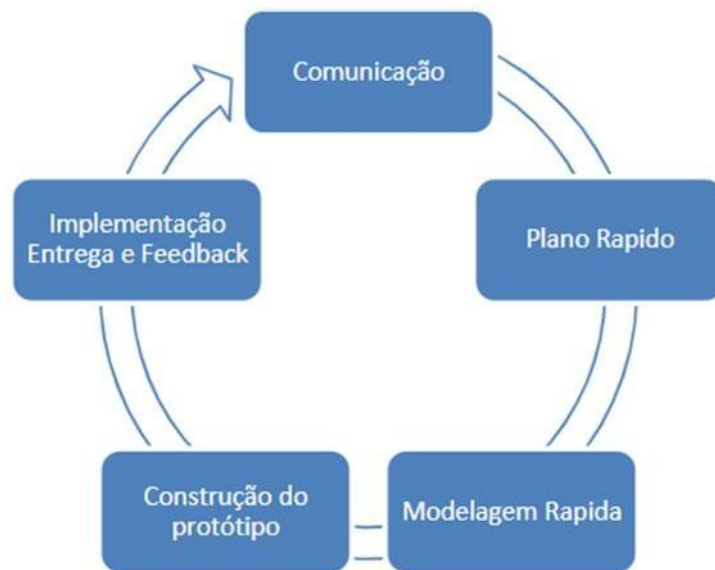 Comunicação
Plano Rapido
Modelagem Rapida
Construção do
protótipo
Implementação
Entrega e Feedback